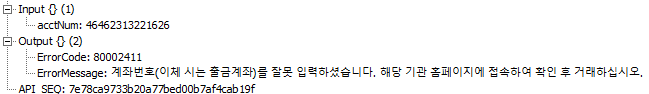 Input {} (1)
acctNum: 46462313221626
Output {} (2)
ErrorCode: 80002411
ErrorMessage: 계좌번호(이체 시는 출금계좌)를 잘못 입력하셨습니다. 해당 기관 홈페이지에 접속하여 확인 후 거래하십시오.
API_SEQ: 7e78ca9733b20a77bed00b7af4cab19f